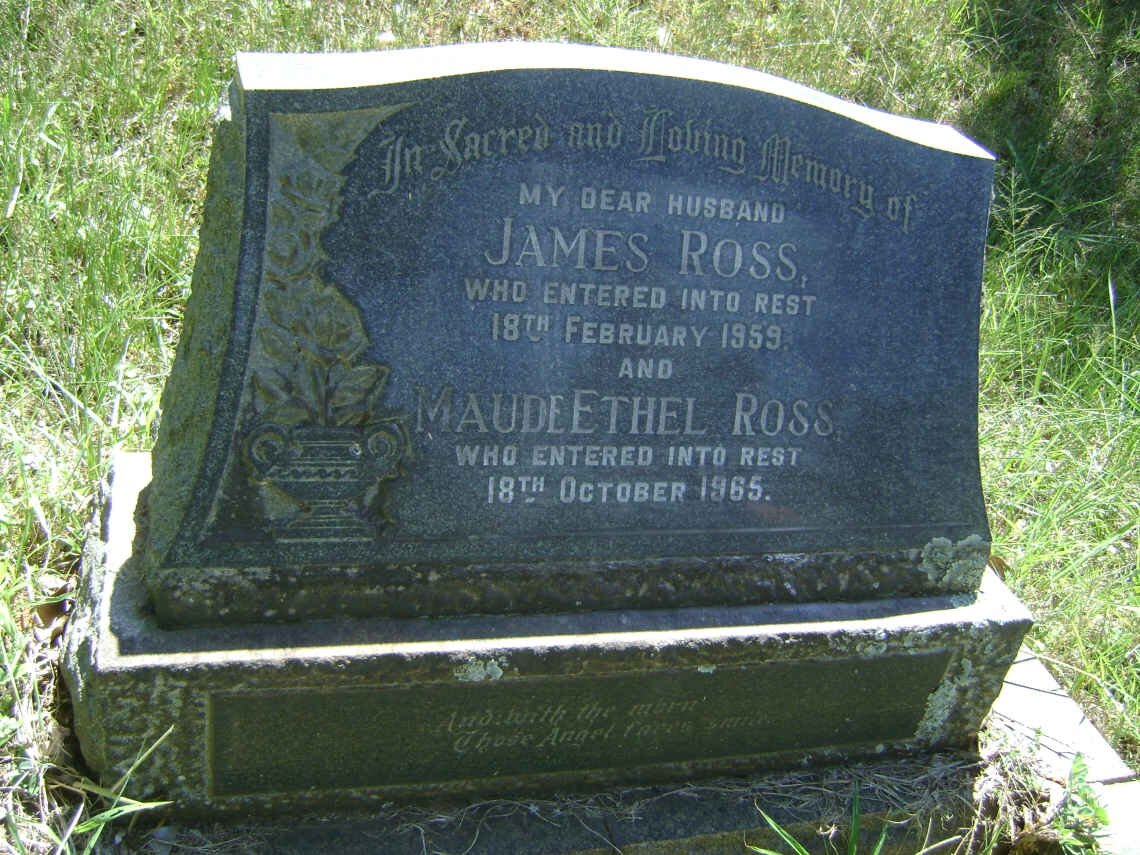 In Sacred and Loving Memory of
MY DEAR HUSBAND
JAMES ROSS,
WHO ENTERED INTO REST
18TH FEBRUARY 1959.
AND
MAUDE ETHEL ROSS,
WHO ENTERED INTO REST
18TH OCTOBER 1965.
And with the morn
Those Angel faces smile